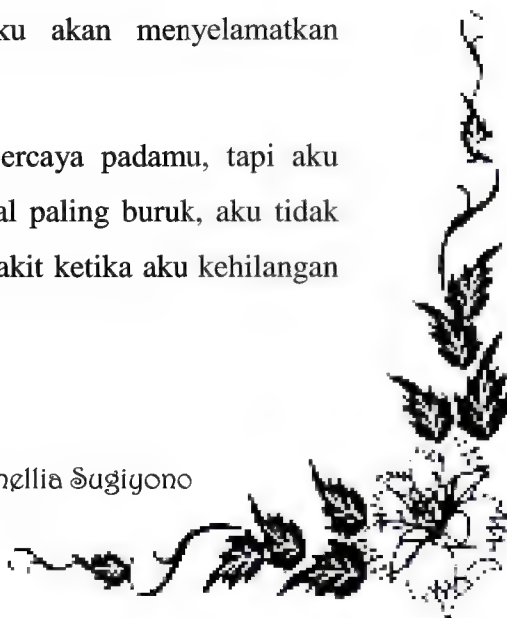 ku akan menyelamatkan
ercaya padamu, tapi aku
al paling buruk, aku tidak
akit ketika aku kehilangan
nellia Sugiyono